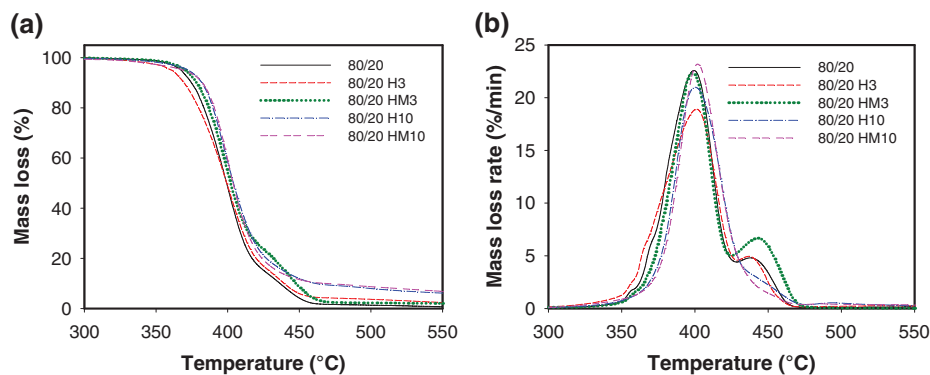 (a)
Mass loss (%)
100
80
60
40
20
0
300 350 400 450 500 550
Temperature (°C)
80/20
80/20 H3
80/20 HM3
80/20 H10
80/20 HM10
(b)
Mass loss rate (%/min)
25
20
15
10
5
0
300 350 400 450 500 550
Temperature (°C)
80/20
80/20 H3
80/20 HM3
80/20 H10
80/20 HM10